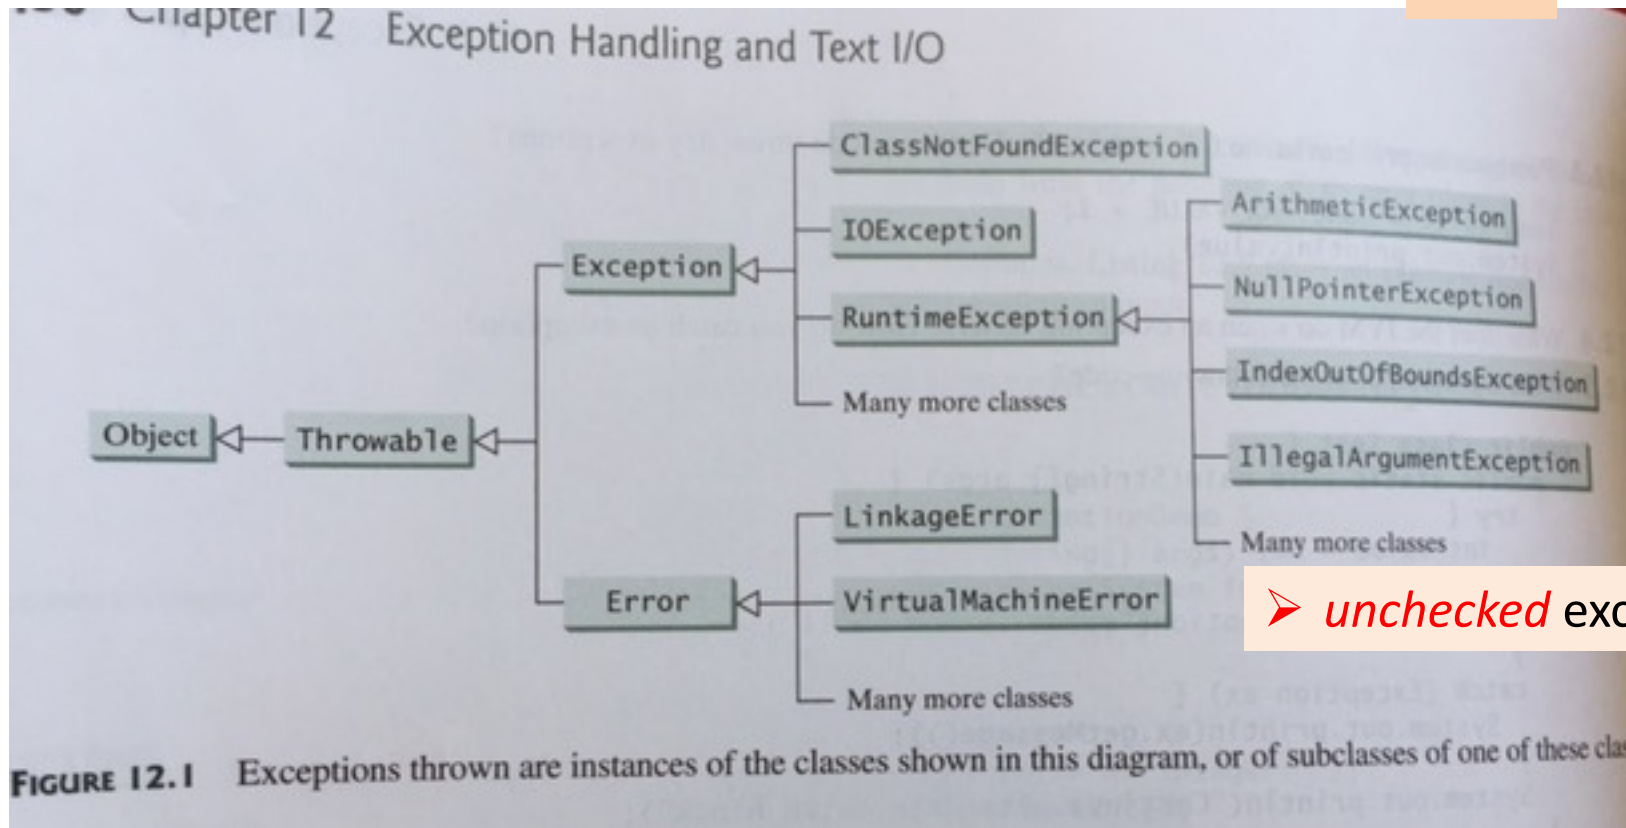 Chapter 12 Exception Handling and Text I/O
ClassNotFoundException
ArithmeticException
IOException
Exception
NullPointerException
RuntimeException
IndexOutOfBoundsException
Many more classes
Object
Throwable
IllegalArgumentException
LinkageError
Many more classes
Error
VirtualMachineError
➢ unchecked
Many more classes
FIGURE 12.1 Exceptions thrown are instances of the classes shown in this diagram, or of subclasses of one of these